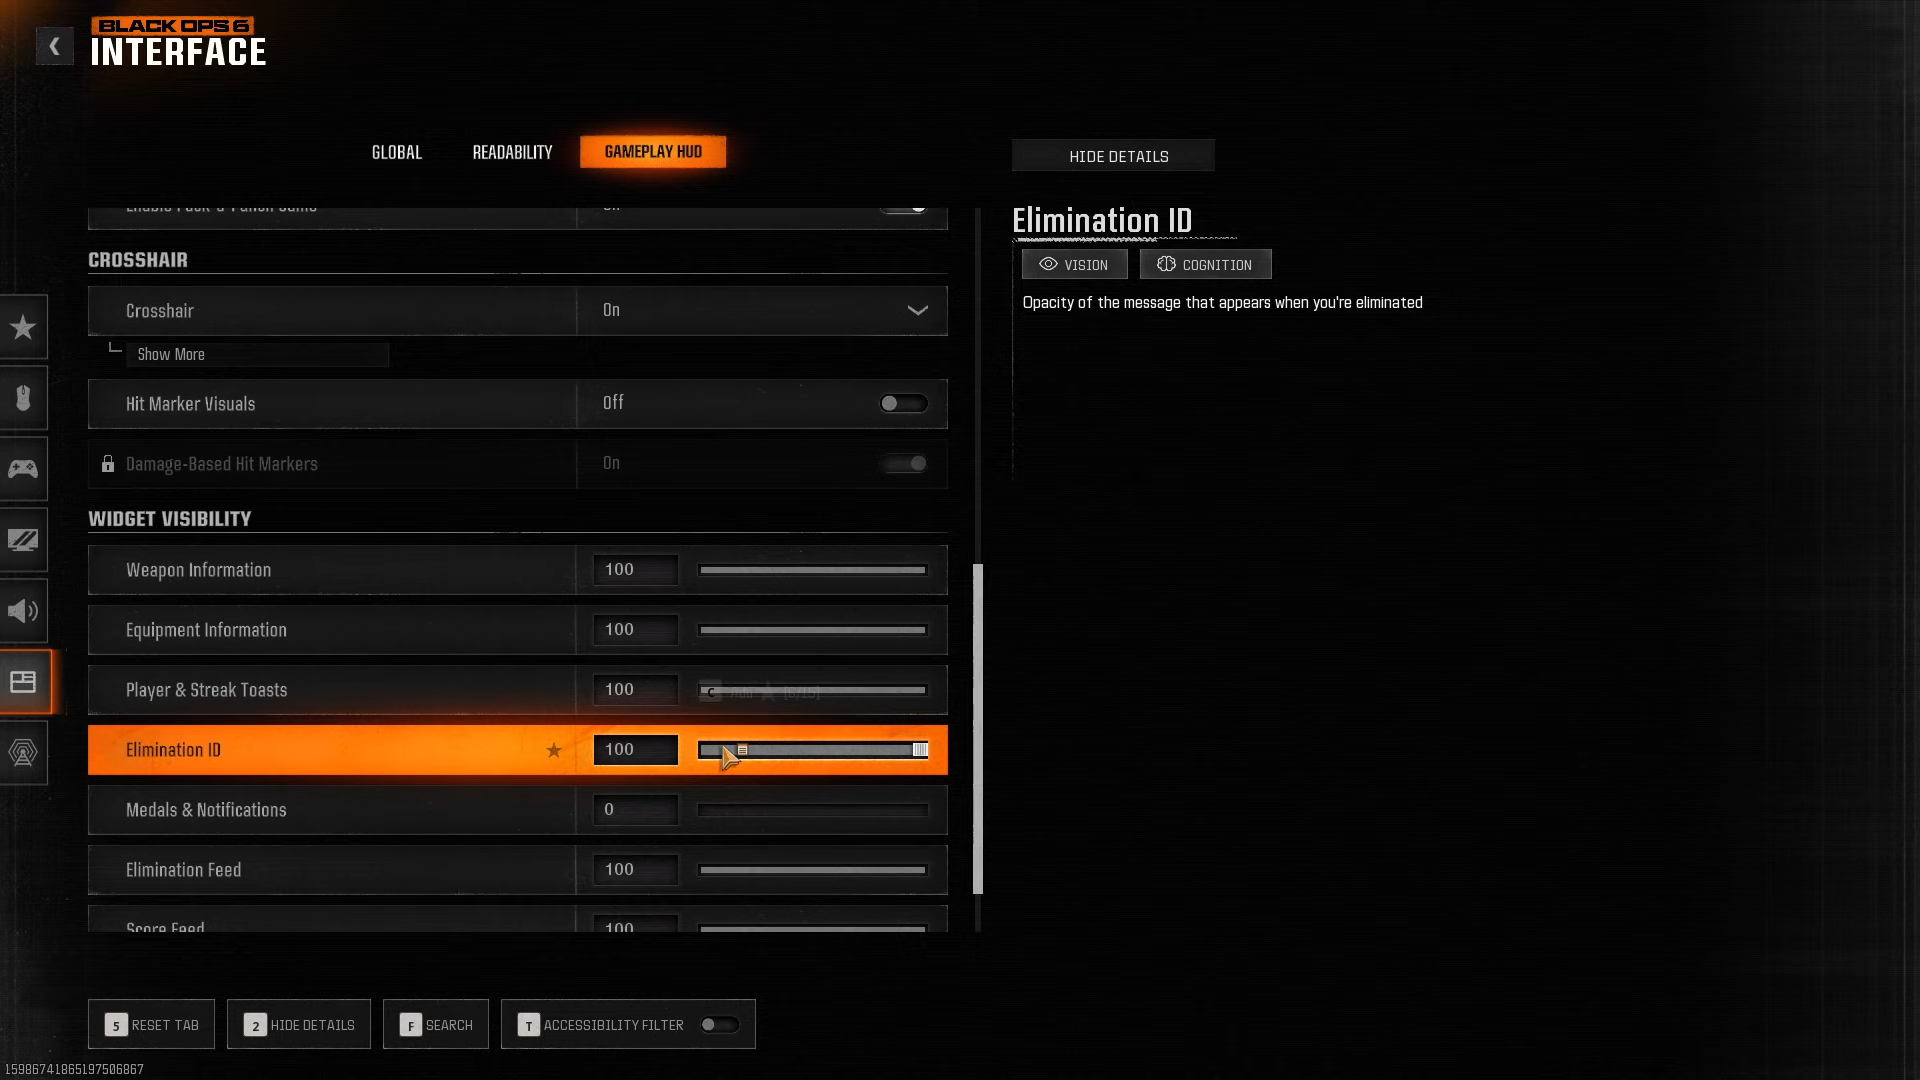 BLACK OPS 6
INTERFACE
GLOBAL
READABILITY
GAMEPLAY HUD
HIDE DETAILS
Elimination ID
VISION
COGNITION
Opacity of the message that appears when you're eliminated
CROSSHAIR
Crosshair
On
Show More
Hit Marker Visuals
Off
Damage-Based Hit Markers
On
WIDGET VISIBILITY
Weapon Information
100
Equipment Information
100
Player & Streak Toasts
100
Elimination ID
100
Medals & Notifications
0
Elimination Feed
100
Score Feed
100
5 RESET TAB
2 HIDE DETAILS
F SEARCH
T ACCESSIBILITY FILTER
15986741865197506867